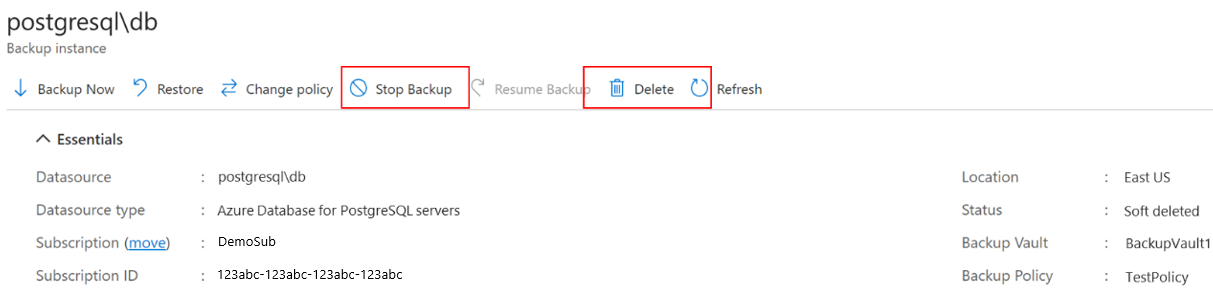 postgresql\db
Backup instance
Backup Now Restore Change policy Stop Backup Resume Backup Delete Refresh
Essentials
Datasource : postgresql\db Location : East US
Datasource type : Azure Database for PostgreSQL servers Status : Soft deleted
Subscription (move) : DemoSub Backup Vault : BackupVault1
Subscription ID : 123abc-123abc-123abc-123abc Backup Policy : TestPolicy